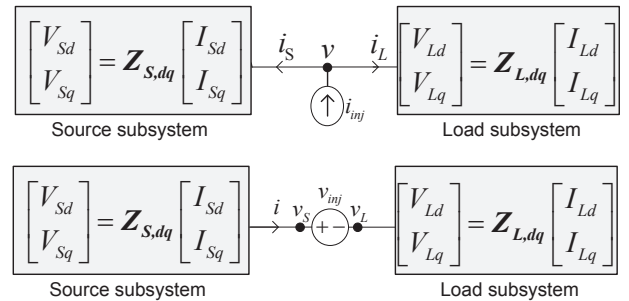 [V_Sd V_Sq] = Z_S,dq [I_Sd I_Sq] i_S v i_L [V_Ld V_Lq] = Z_L,dq [I_Ld I_Lq]
i_inj
Source subsystem Load subsystem
[V_Sd V_Sq] = Z_S,dq [I_Sd I_Sq] i v_S v_inj + − v_L [V_Ld V_Lq] = Z_L,dq [I_Ld I_Lq]
Source subsystem Load subsystem